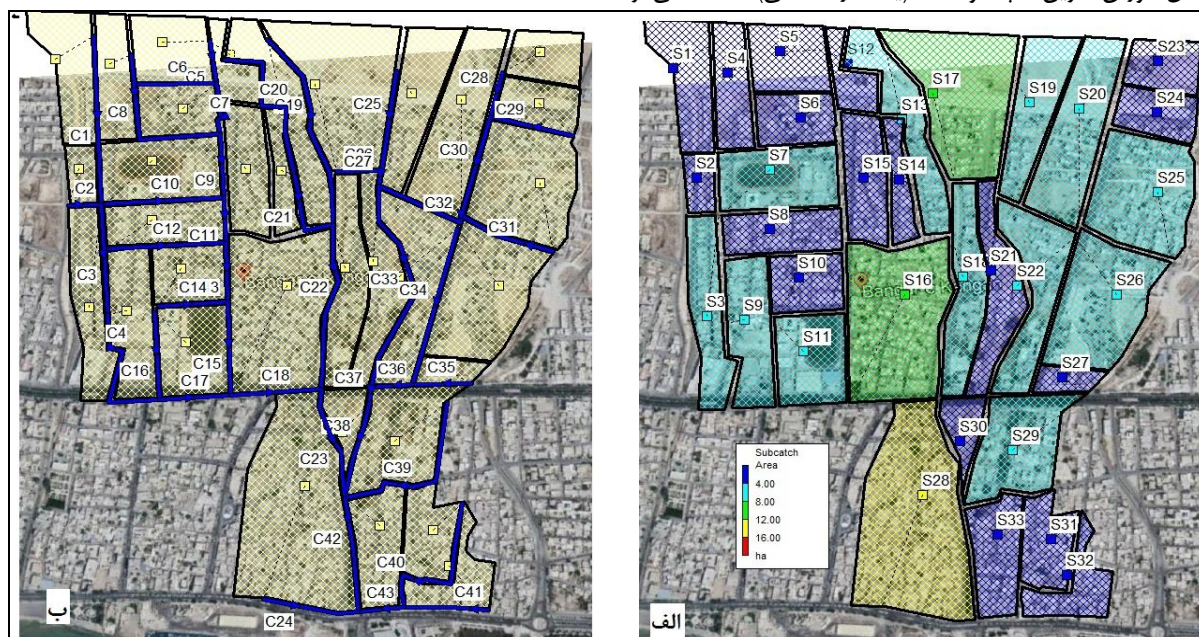 C6
C5
C20
C28
C8
C7
C19
C25
C29
C1
C27
C30
C2
C10
C9
C21
C32
C12
C11
C31
C3
C14
C22
C33
C34
C4
C16
C15
C17
C18
C37
C36
C35
C38
C23
C39
C42
C40
C43
C41
C24
ب
S1
S4
S5
S12
S17
S23
S6
S13
S19
S20
S24
S2
S7
S15
S14
S25
S8
S10
S16
S18
S21
S22
S26
S3
S9
S11
S27
Subcatch
Area
4.00
8.00
12.00
16.00
ha
S30
S29
S28
S33
S31
S32
الف